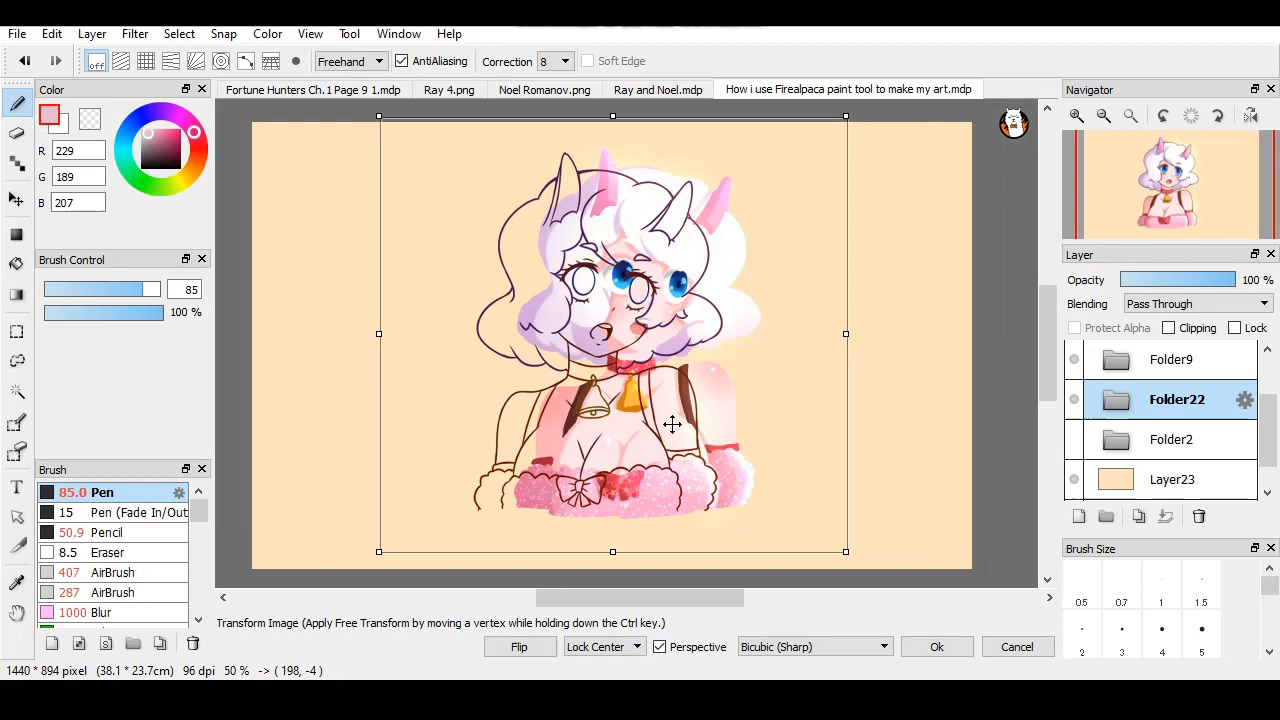 File Edit Layer Filter Select Snap Color View Tool Window Help
off Freehand AntiAliasing Correction 8 Soft Edge
Color
Fortune Hunters Ch.1 Page 9 1.mdp Ray 4.png Noel Romanov.png Ray and Noel.mdp How i use Firealpaca paint tool to make my art.mdp
Navigator
R 229
G 189
B 207
Brush Control
85
100 %
Layer
Opacity 100 %
Blending Pass Through
Protect Alpha Clipping Lock
Folder9
Folder22
Folder2
Layer23
Brush
85.0 Pen
15 Pen (Fade In/Out
50.9 Pencil
8.5 Eraser
407 AirBrush
287 AirBrush
1000 Blur
Brush Size
0.5 0.7 1 1.5
2 3 4 5
Transform Image (Apply Free Transform by moving a vertex while holding down the Ctrl key.)
Flip Lock Center Perspective Bicubic (Sharp) Ok Cancel
1440 * 894 pixel (38.1 * 23.7cm) 96 dpi 50 % -> ( 198, -4 )